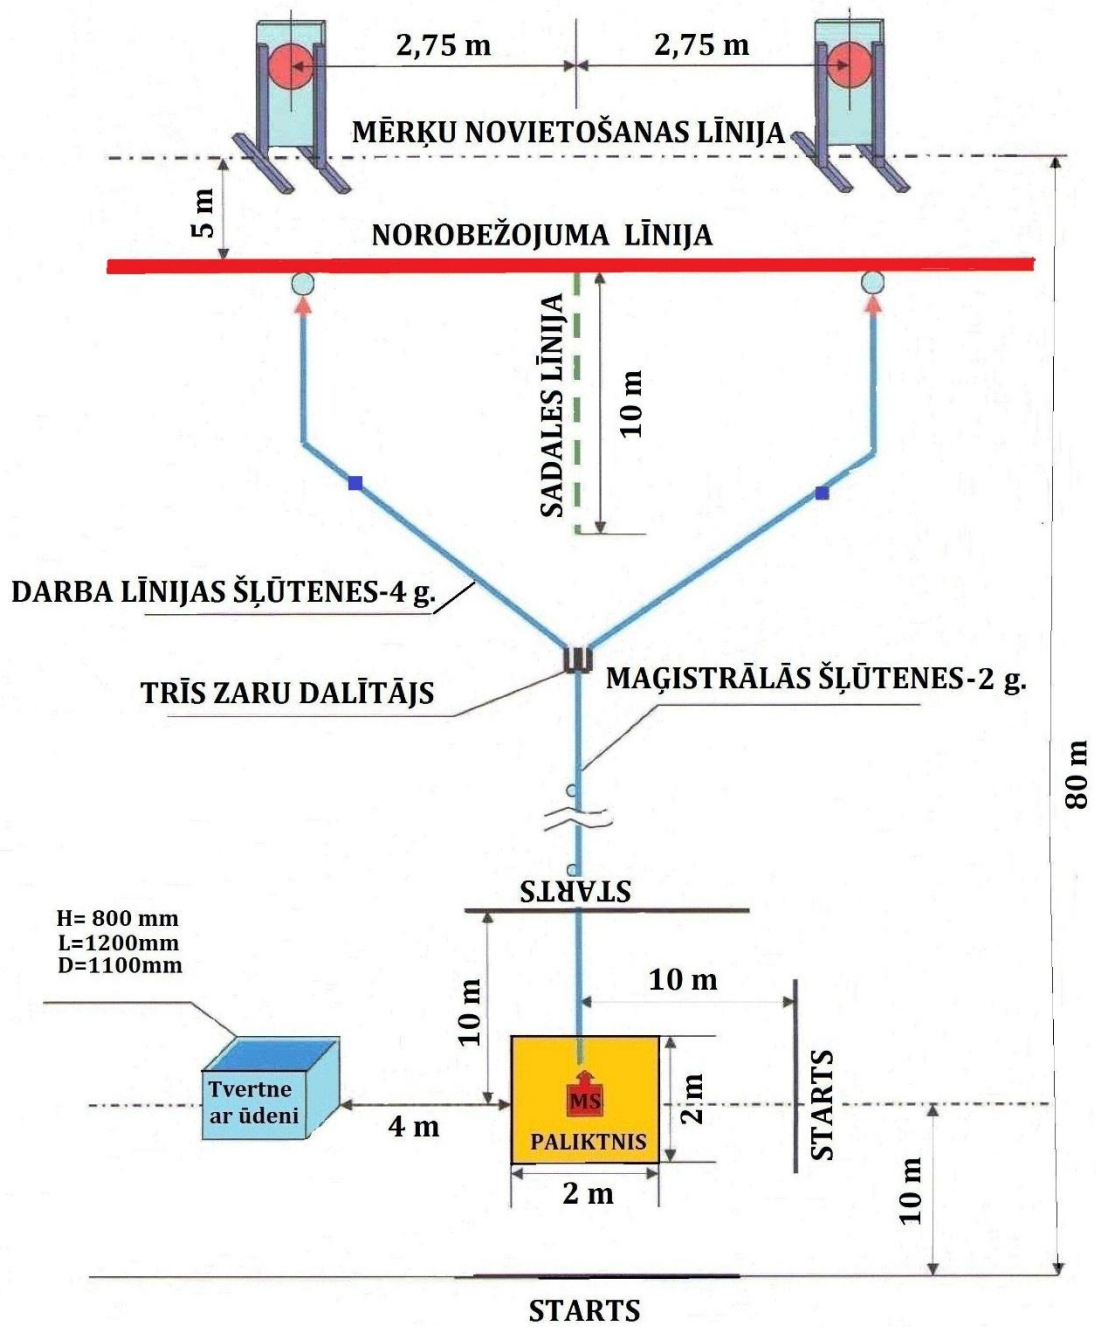 2,75 m
2,75 m
MĒRĶU NOVIETOŠANAS LĪNIJA
5 m
NOROBEŽOJUMA LĪNIJA
SADALES LĪNIJA
10 m
DARBA LĪNIJAS ŠĻŪTENES-4 g.
TRĪS ZARU DALĪTĀJS
MAĢISTRĀLĀS ŠĻŪTENES-2 g.
80 m
STARTS
H= 800 mm
L=1200mm
D=1100mm
10 m
10 m
Tvertne
ar ūdeni
4 m
MS
PALIKTNIS
2 m
2 m
STARTS
10 m
STARTS